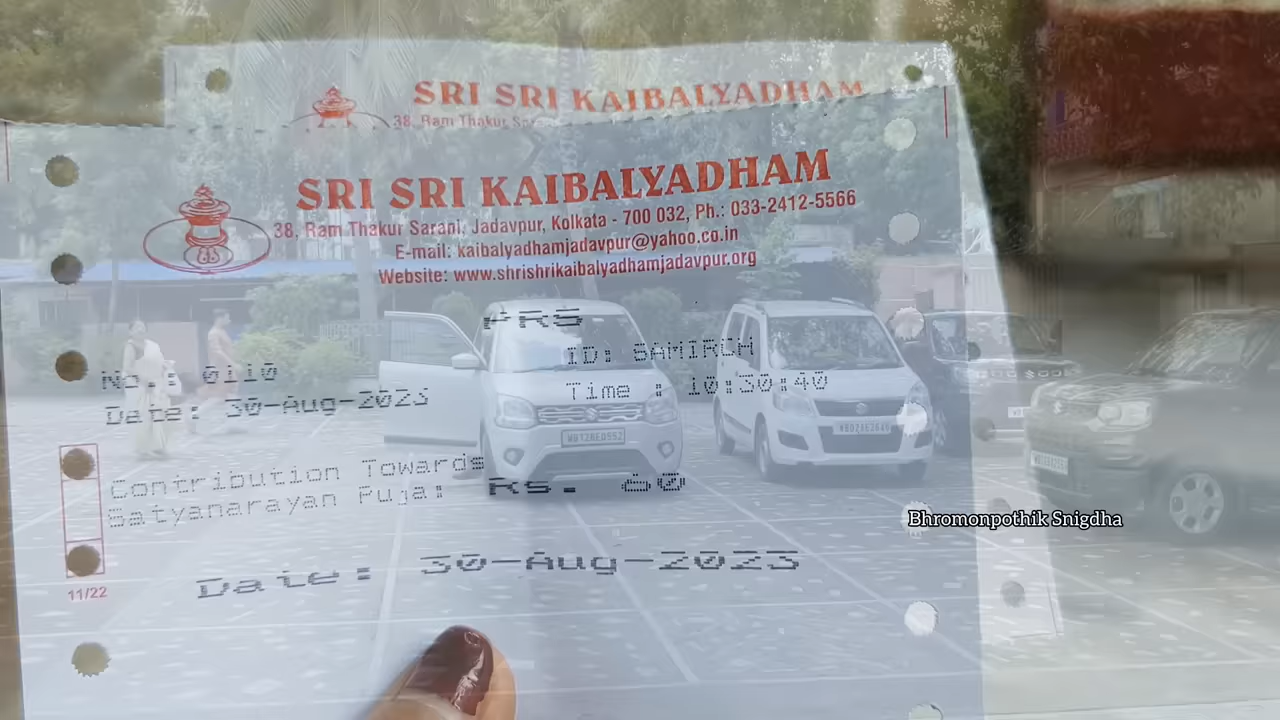 SRI SRI KAIBALYADHAM
38, Ram Thakur Sarani
SRI SRI KAIBALYADHAM
38, Ram Thakur Sarani, Jadavpur, Kolkata - 700 032, Ph.: 033-2412-5566
E-mail: kaibalyadhamjadavpur@yahoo.co.in
Website: www.shrishrikaibalyadhamjadavpur.org
ID: SAMIRCH
No.: 0110
Time : 10:30:40
Date: 30-Aug-2023
Contribution Towards
Satyanarayan Puja: Rs. 60
Date: 30-Aug-2023
11/22
Bhromonpothik Snigdha